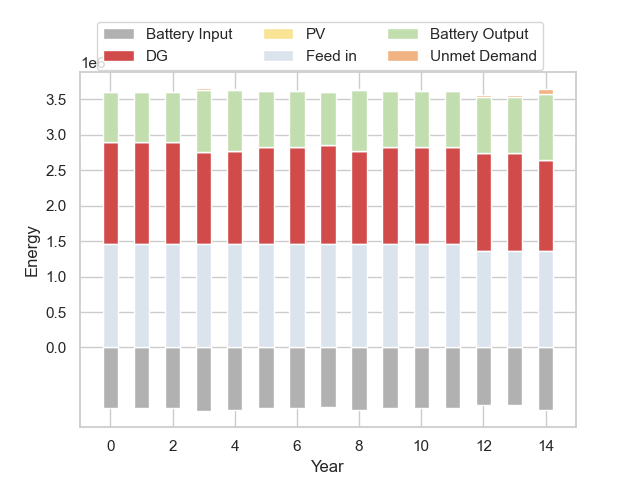 Battery Input PV Battery Output
DG Feed in Unmet Demand
1e6
3.5
3.0
2.5
2.0
1.5
1.0
0.5
0.0
Energy
0 2 4 6 8 10 12 14
Year